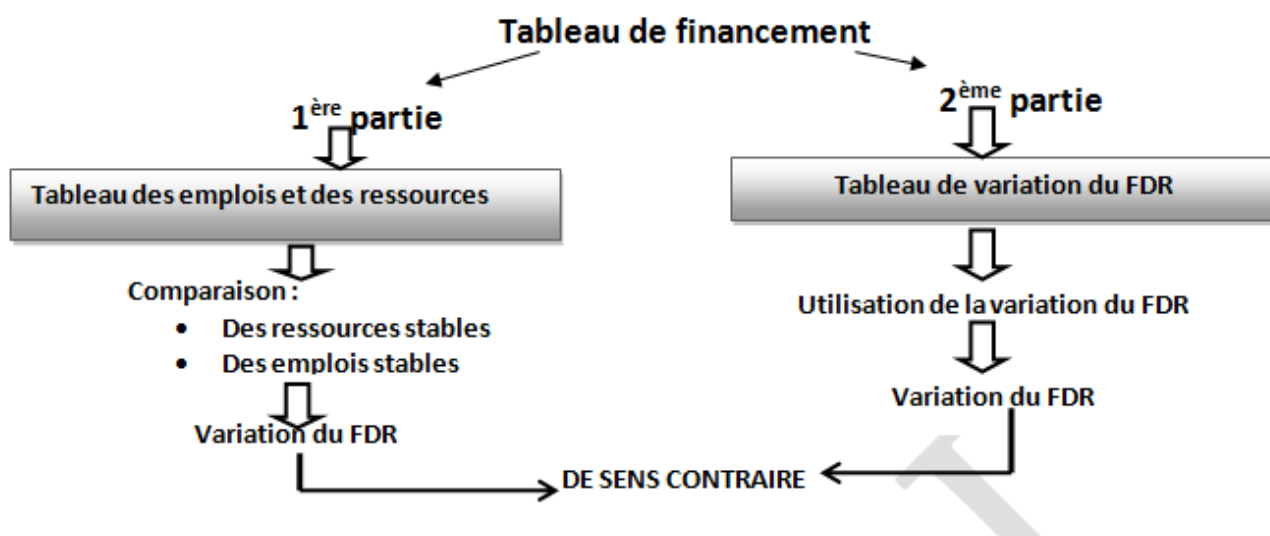 Tableau de financement
1ère partie
2ème partie
Tableau des emplois et des ressources
Tableau de variation du FDR
Comparaison :
• Des ressources stables
• Des emplois stables
Variation du FDR
Utilisation de la variation du FDR
Variation du FDR
DE SENS CONTRAIRE